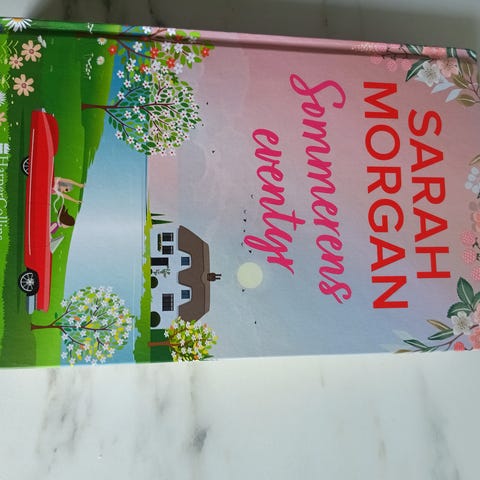 SARAH
MORGAN
Sommerens
eventyr
HarperCollins